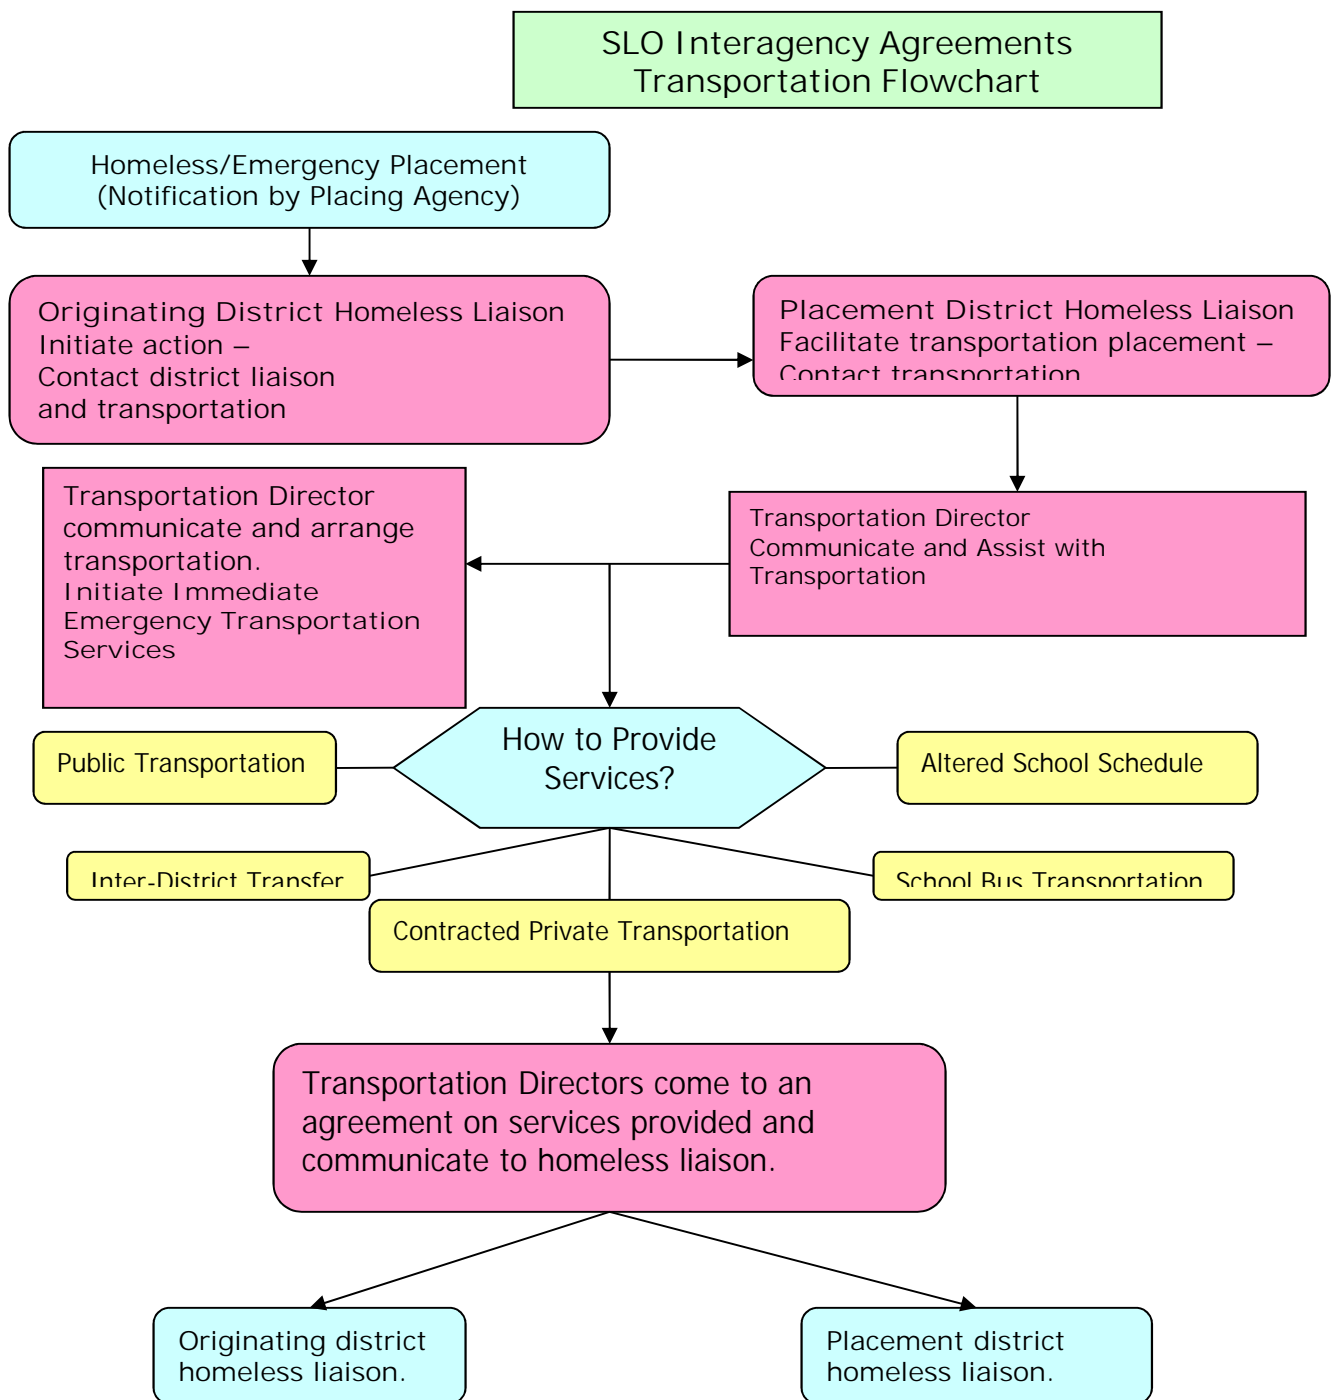 SLO Interagency Agreements
Transportation Flowchart
Homeless/Emergency Placement
(Notification by Placing Agency)
Originating District Homeless Liaison
Initiate action –
Contact district liaison
and transportation
Placement District Homeless Liaison
Facilitate transportation placement –
Contact transportation
Transportation Director
communicate and arrange
transportation.
Initiate Immediate
Emergency Transportation
Services
Transportation Director
Communicate and Assist with
Transportation
How to Provide
Services?
Public Transportation
Altered School Schedule
Inter-District Transfer
School Bus Transportation
Contracted Private Transportation
Transportation Directors come to an
agreement on services provided and
communicate to homeless liaison.
Originating district
homeless liaison.
Placement district
homeless liaison.